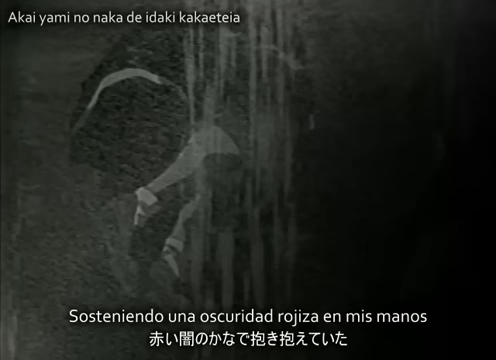 Akai yami no naka de idaki kakaeteia
Sosteniendo una oscuridad rojiza en mis manos
赤い闇のかなで抱き抱えていた